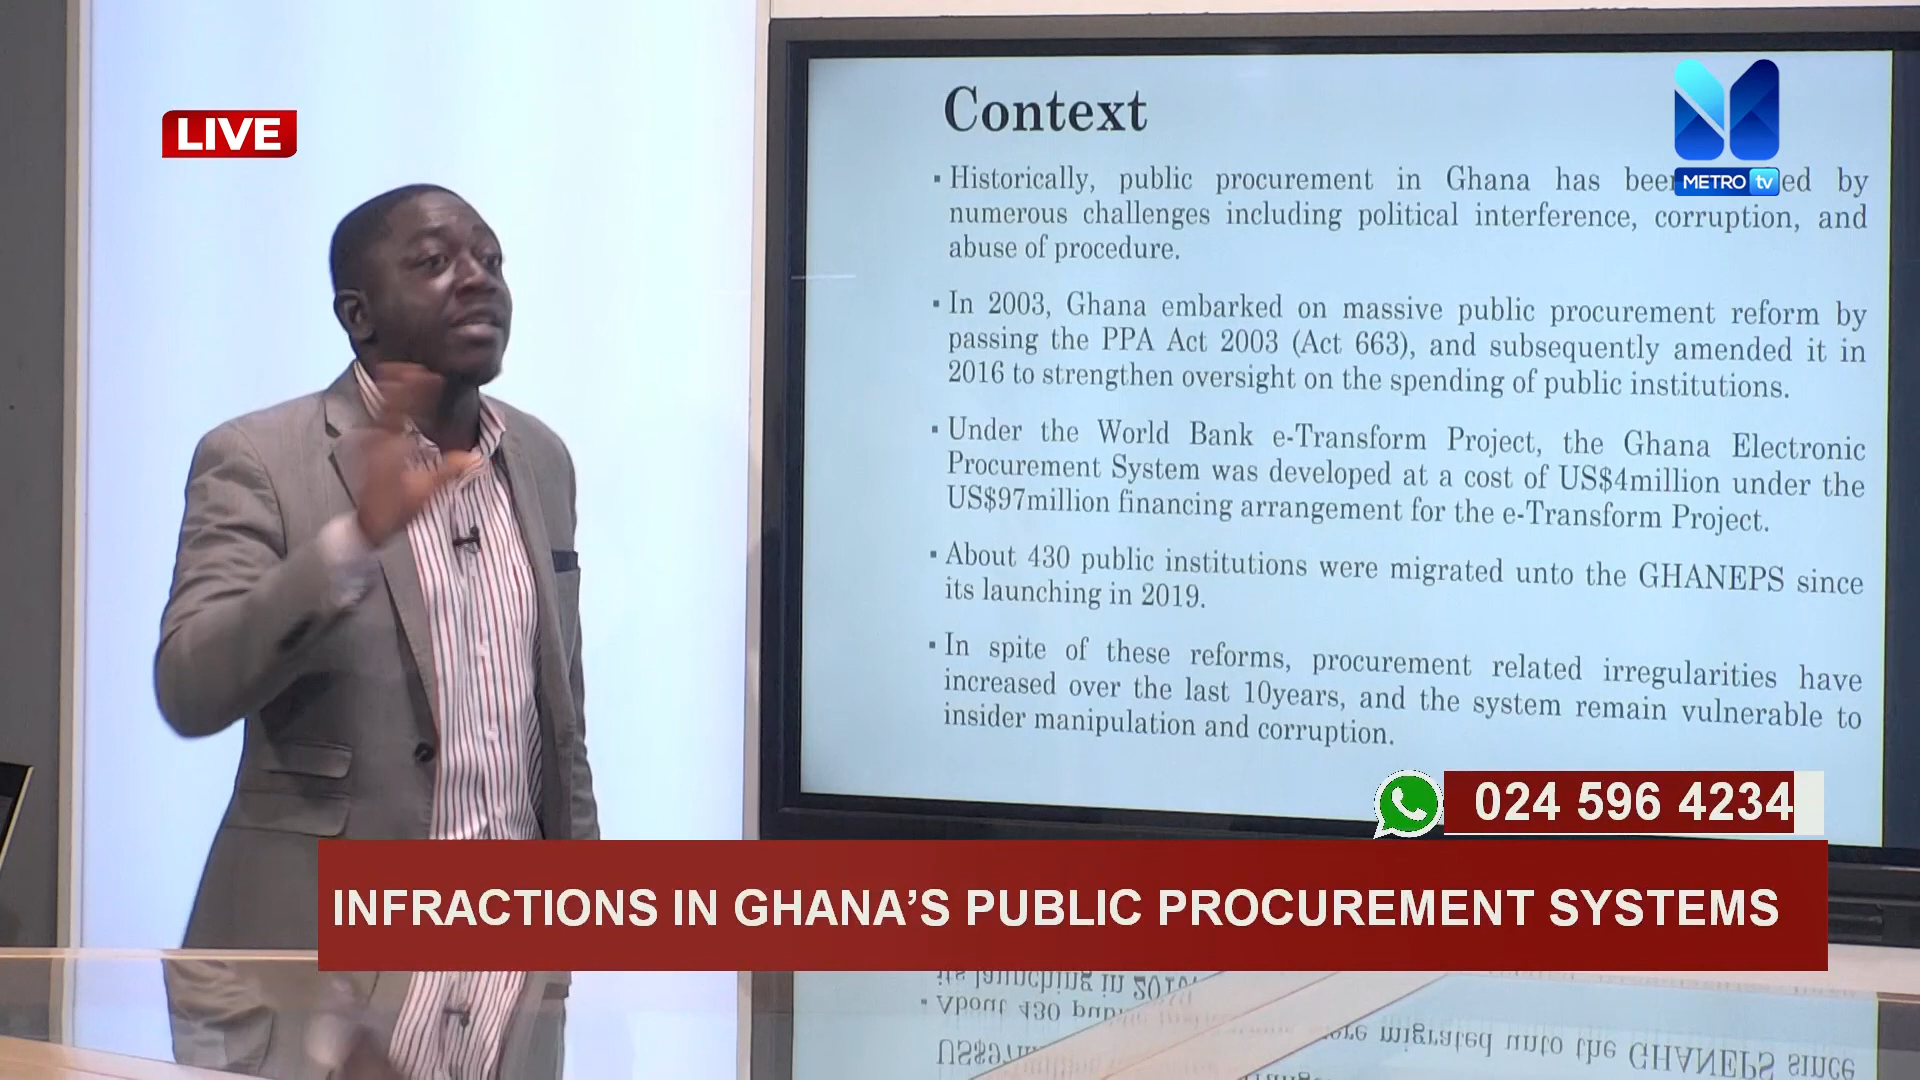 LIVE
Context
METRO tv
▪ Historically, public procurement in Ghana has been ed by
numerous challenges including political interference, corruption, and
abuse of procedure.
▪ In 2003, Ghana embarked on massive public procurement reform by
passing the PPA Act 2003 (Act 663), and subsequently amended it in
2016 to strengthen oversight on the spending of public institutions.
▪ Under the World Bank e-Transform Project, the Ghana Electronic
Procurement System was developed at a cost of US$4million under the
US$97million financing arrangement for the e-Transform Project.
▪ About 430 public institutions were migrated unto the GHANEPS since
its launching in 2019.
▪ In spite of these reforms, procurement related irregularities have
increased over the last 10years, and the system remain vulnerable to
insider manipulation and corruption.
024 596 4234
INFRACTIONS IN GHANA’S PUBLIC PROCUREMENT SYSTEMS